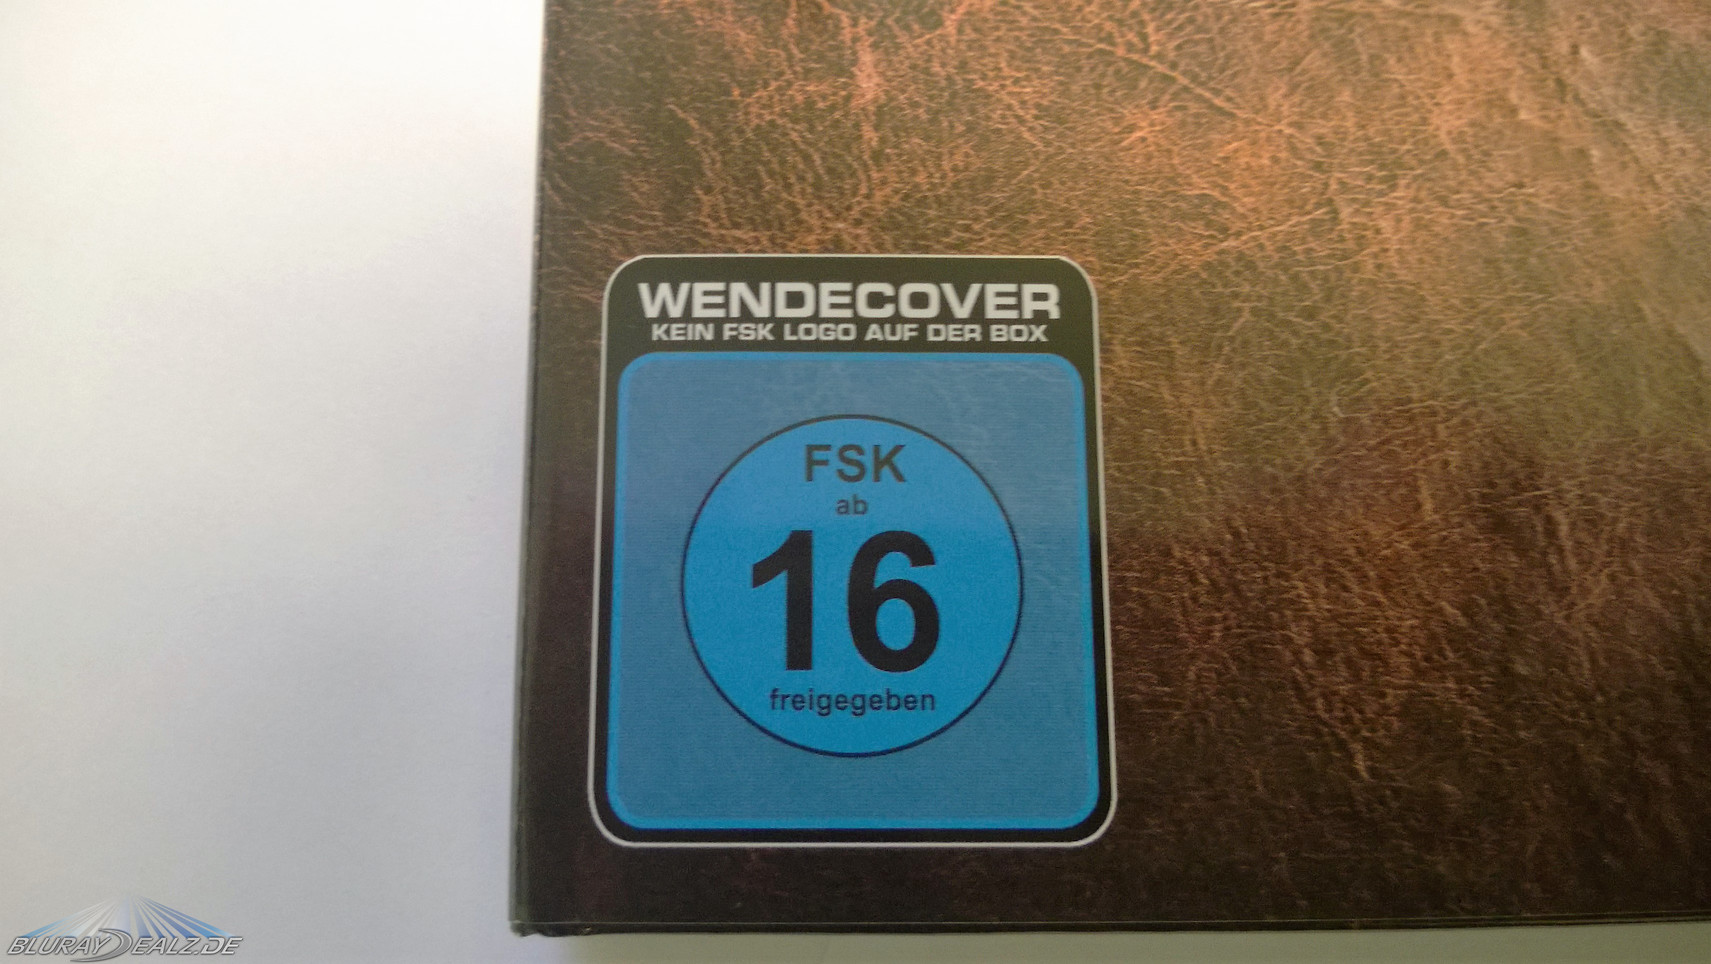 WENDECOVER
KEIN FSK LOGO AUF DER BOX
FSK
ab
16
freigegeben
BLURAYDEALZ.DE